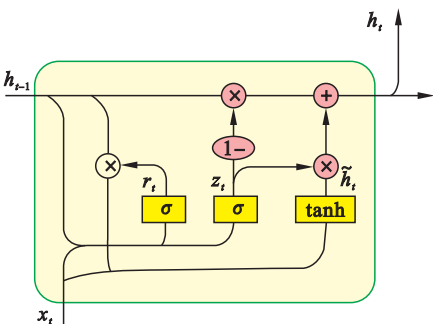 h_t
h_{t-1}
×
+
1−
×
×
r_t
z_t
h̃_t
σ
σ
tanh
x_t